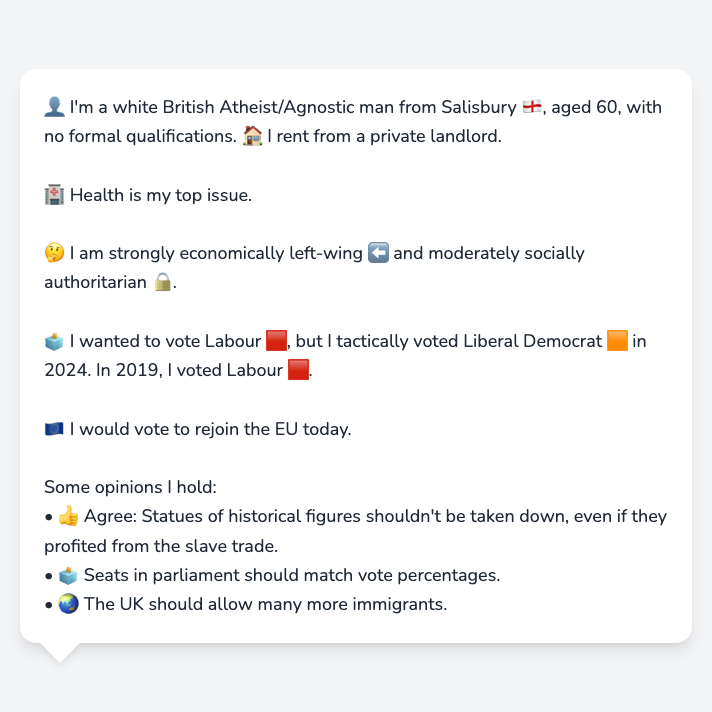 👤 I'm a white British Atheist/Agnostic man from Salisbury 🏴󠁧󠁢󠁥󠁮󠁧󠁿, aged 60, with
no formal qualifications. 🏠 I rent from a private landlord.
🏥 Health is my top issue.
🤔 I am strongly economically left-wing ⬅️ and moderately socially
authoritarian 🔒.
🗳️ I wanted to vote Labour 🟥, but I tactically voted Liberal Democrat 🟧 in
2024. In 2019, I voted Labour 🟥.
🇪🇺 I would vote to rejoin the EU today.
Some opinions I hold:
• 👍 Agree: Statues of historical figures shouldn't be taken down, even if they
profited from the slave trade.
• 🗳️ Seats in parliament should match vote percentages.
• 🌏 The UK should allow many more immigrants.